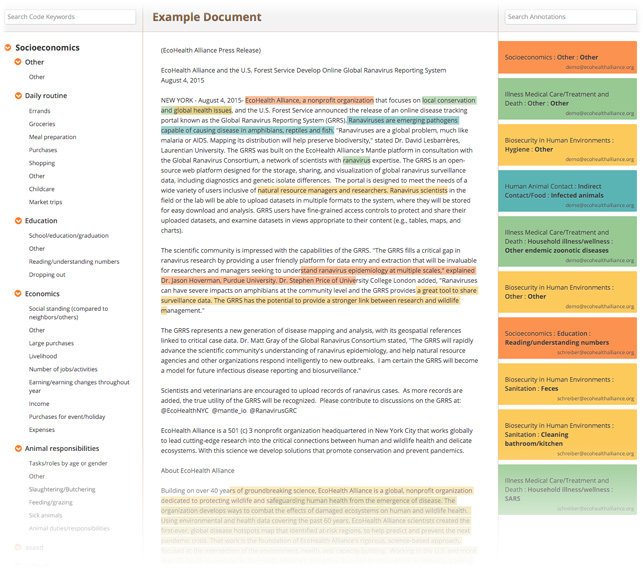 Search Code Keywords
Example Document
Search Annotations
Socioeconomics
Other
Other
Daily routine
Errands
Groceries
Meal preparation
Purchases
Shopping
Other
Childcare
Market trips
Education
School/education/graduation
Other
Reading/understanding numbers
Dropping out
Economics
Social standing (compared to
neighbors/others)
Other
Large purchases
Livelihood
Number of jobs/activities
Earning/earning changes throughout
year
Income
Purchases for event/holiday
Expenses
Animal responsibilities
Tasks/roles by age or gender
Other
Slaughtering/Butchering
Feeding/grazing
Sick animals
Animal duties/responsibilities
(EcoHealth Alliance Press Release)
EcoHealth Alliance and the U.S. Forest Service Develop Online Global Ranavirus Reporting System
August 4, 2015
NEW YORK - August 4, 2015- EcoHealth Alliance, a nonprofit organization that focuses on local conservation
and global health issues, and the U.S. Forest Service announced the release of an online disease tracking
portal known as the Global Ranavirus Reporting System (GRRS). Ranaviruses are emerging pathogens
capable of causing disease in amphibians, reptiles and fish. "Ranaviruses are a global problem, much like
malaria or AIDS. Mapping its distribution will help preserve biodiversity," stated Dr. David Lesbarrères,
Laurentian University. The GRRS was built on the EcoHealth Alliance's Mantle platform in consultation with
the Global Ranavirus Consortium, a network of scientists with ranavirus expertise. The GRRS is an open-
source web platform designed for the storage, sharing, and visualization of global ranavirus surveillance
data, including diagnostics and genetic isolate differences.  The portal is designed to meet the needs of a
wide variety of users inclusive of natural resource managers and researchers. Ranavirus scientists in the
field or the lab will be able to upload datasets in multiple formats to the system, where they will be stored
for easy download and analysis. GRRS users have fine-grained access controls to protect and share their
uploaded datasets, and examine datasets in views appropriate to their content (e.g., tables, maps, and
charts).
The scientific community is impressed with the capabilities of the GRRS.  "The GRRS fills a critical gap in
ranavirus research by providing a user friendly platform for data entry and extraction that will be invaluable
for researchers and managers seeking to understand ranavirus epidemiology at multiple scales," explained
Dr. Jason Hoverman, Purdue University. Dr. Stephen Price of University College London added, "Ranaviruses
can have severe impacts on amphibians at the community level and the GRRS provides a great tool to share
surveillance data. The GRRS has the potential to provide a stronger link between research and wildlife
management."
The GRRS represents a new generation of disease mapping and analysis, with its geospatial references
linked to critical case data. Dr. Matt Gray of the Global Ranavirus Consortium stated, "The GRRS will rapidly
advance the scientific community's understanding of ranavirus epidemiology, and help natural resource
agencies and other organizations respond intelligently to new outbreaks.  I am certain the GRRS will become
a model for future infectious disease reporting and biosurveillance."
Scientists and veterinarians are encouraged to upload records of ranavirus cases.  As more records are
added, the true utility of the GRRS will be recognized.  Please contribute to discussions on the GRRS at:
@EcoHealthNYC  @mantle_io  @RanavirusGRC
EcoHealth Alliance is a 501 (c) 3 nonprofit organization headquartered in New York City that works globally
to lead cutting-edge research into the critical connections between human and wildlife health and delicate
ecosystems. With this science we develop solutions that promote conservation and prevent pandemics.
About EcoHealth Alliance
Building on over 40 years of groundbreaking science, EcoHealth Alliance is a global, nonprofit organization
dedicated to protecting wildlife and safeguarding human health from the emergence of disease. The
organization develops ways to combat the effects of damaged ecosystems on human and wildlife health.
Using environmental and health data covering the past 60 years, EcoHealth Alliance scientists created the
first-ever, global disease hotspots map that identified at-risk regions, to help predict and prevent the next
pandemic crisis. That work is the foundation of EcoHealth Alliance's rigorous, science-based approach,
Socioeconomics : Other : Other
demo@ecohealthalliance.org
Illness Medical Care/Treatment and
Death : Other : Other
demo@ecohealthalliance.org
Biosecurity in Human Environments :
Hygiene : Other
demo@ecohealthalliance.org
Human Animal Contact : Indirect
Contact/Food : Infected animals
demo@ecohealthalliance.org
Illness Medical Care/Treatment and
Death : Household illness/wellness :
Other endemic zoonotic diseases
demo@ecohealthalliance.org
Biosecurity in Human Environments :
Other : Other
demo@ecohealthalliance.org
Socioeconomics : Education :
Reading/understanding numbers
schreiber@ecohealthalliance.org
Biosecurity in Human Environments :
Sanitation : Feces
schreiber@ecohealthalliance.org
Biosecurity in Human Environments :
Sanitation : Cleaning
bathroom/kitchen
schreiber@ecohealthalliance.org
Illness Medical Care/Treatment and
Death : Household illness/wellness :
SARS
schreiber@ecohealthalliance.org